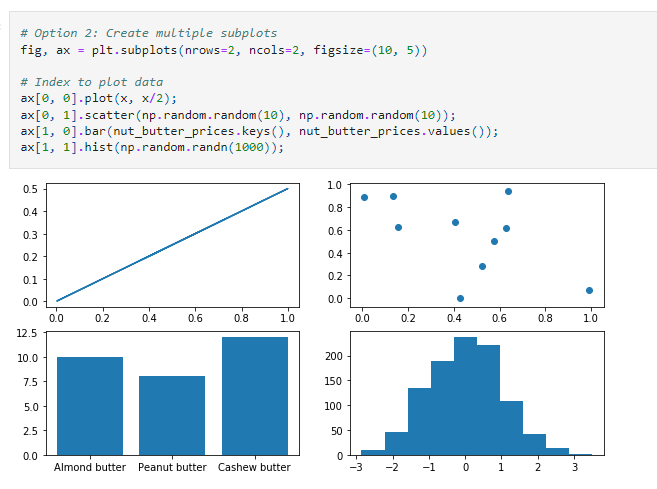 # Option 2: Create multiple subplots
fig, ax = plt.subplots(nrows=2, ncols=2, figsize=(10, 5))
# Index to plot data
ax[0, 0].plot(x, x/2);
ax[0, 1].scatter(np.random.random(10), np.random.random(10));
ax[1, 0].bar(nut_butter_prices.keys(), nut_butter_prices.values());
ax[1, 1].hist(np.random.randn(1000));
0.5
0.4
0.3
0.2
0.1
0.0
0.0 0.2 0.4 0.6 0.8 1.0
1.0
0.8
0.6
0.4
0.2
0.0
0.0 0.2 0.4 0.6 0.8 1.0
12.5
10.0
7.5
5.0
2.5
0.0
Almond butter Peanut butter Cashew butter
200
150
100
50
0
−3 −2 −1 0 1 2 3